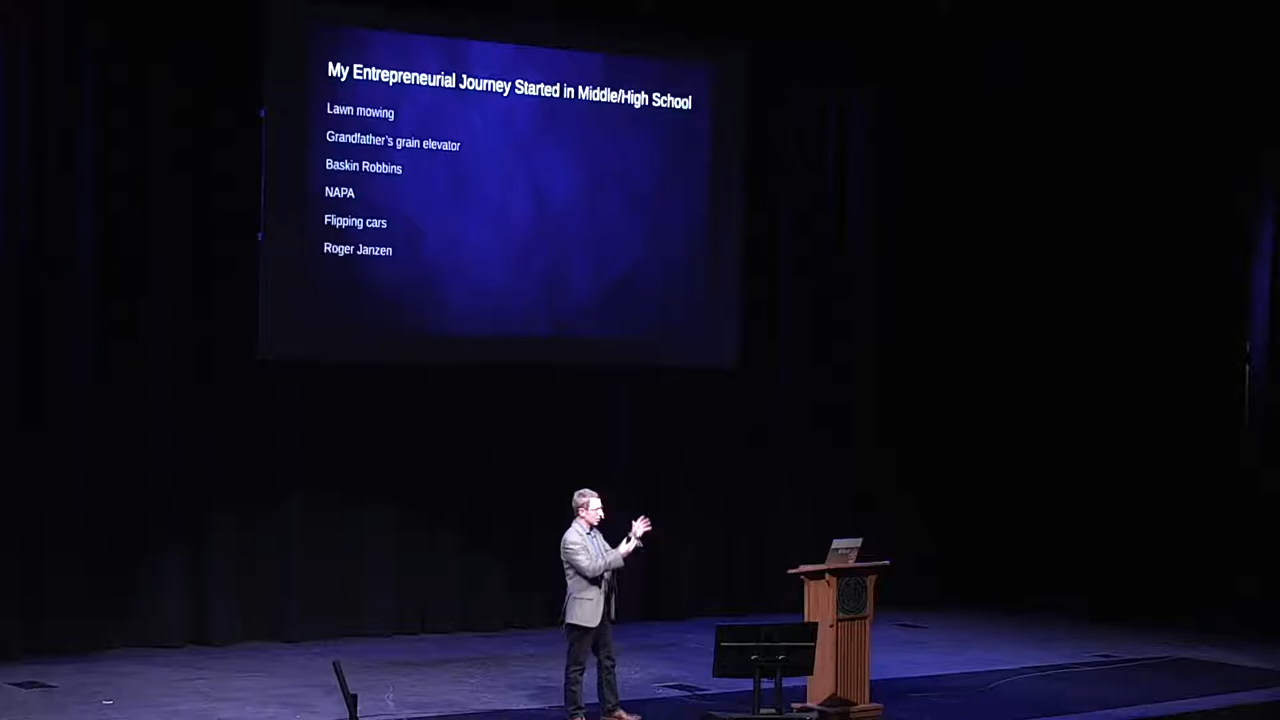 My Entrepreneurial Journey Started in Middle/High School
Lawn mowing
Grandfather's grain elevator
Baskin Robbins
NAPA
Flipping cars
Roger Janzen